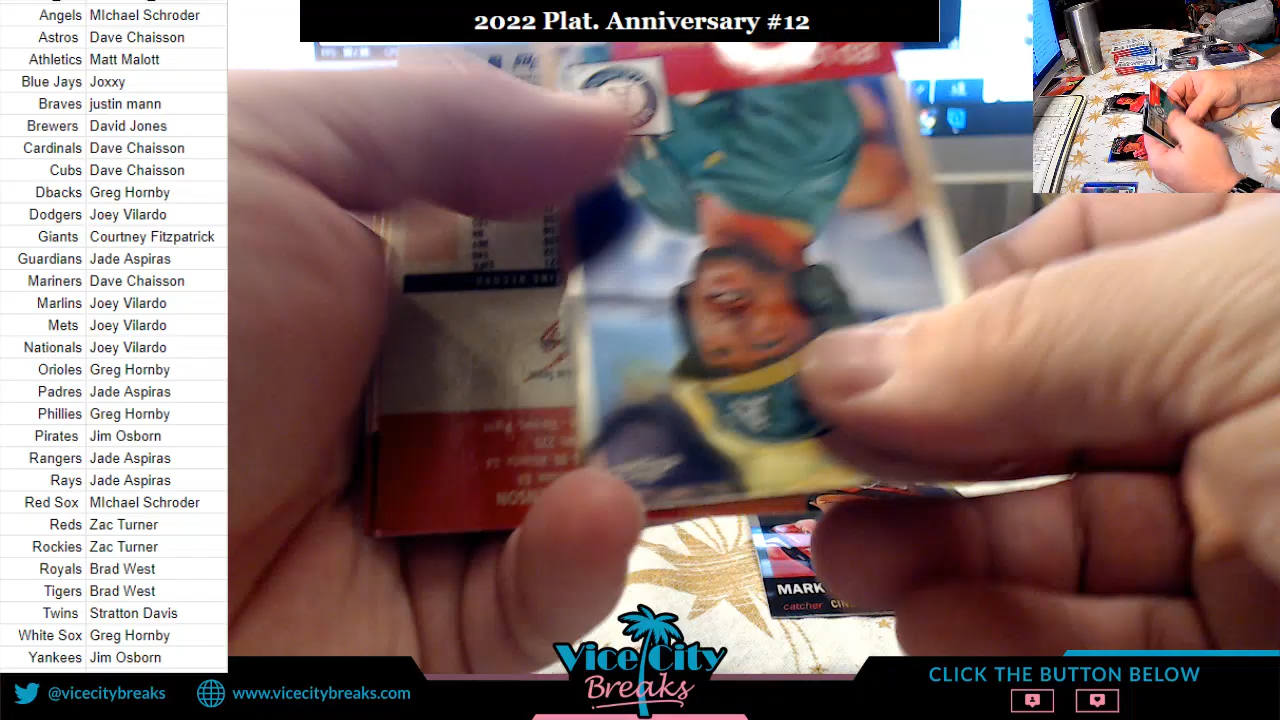 2022 Plat. Anniversary #12
Angels MIchael Schroder
Astros Dave Chaisson
Athletics Matt Malott
Blue Jays Joxxy
Braves justin mann
Brewers David Jones
Cardinals Dave Chaisson
Cubs Dave Chaisson
Dbacks Greg Hornby
Dodgers Joey Vilardo
Giants Courtney Fitzpatrick
Guardians Jade Aspiras
Mariners Dave Chaisson
Marlins Joey Vilardo
Mets Joey Vilardo
Nationals Joey Vilardo
Orioles Greg Hornby
Padres Jade Aspiras
Phillies Greg Hornby
Pirates Jim Osborn
Rangers Jade Aspiras
Rays Jade Aspiras
Red Sox MIchael Schroder
Reds Zac Turner
Rockies Zac Turner
Royals Brad West
Tigers Brad West
Twins Stratton Davis
White Sox Greg Hornby
Yankees Jim Osborn
MARK
catcher CIN
Vice City
Breaks
@vicecitybreaks
www.vicecitybreaks.com
CLICK THE BUTTON BELOW